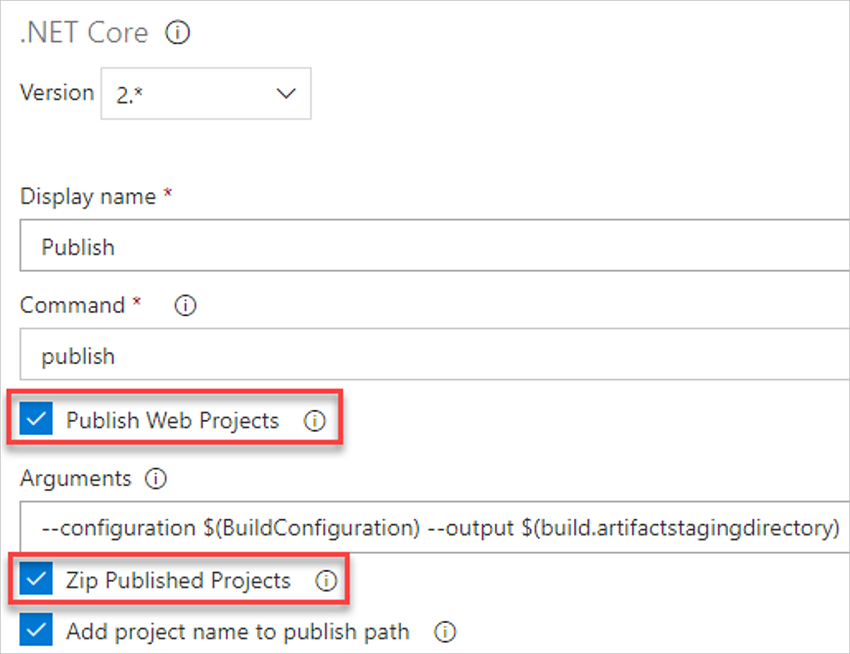 .NET Core
Version 2.*
Display name *
Publish
Command *
publish
Publish Web Projects
Arguments
--configuration $(BuildConfiguration) --output $(build.artifactstagingdirectory)
Zip Published Projects
Add project name to publish path